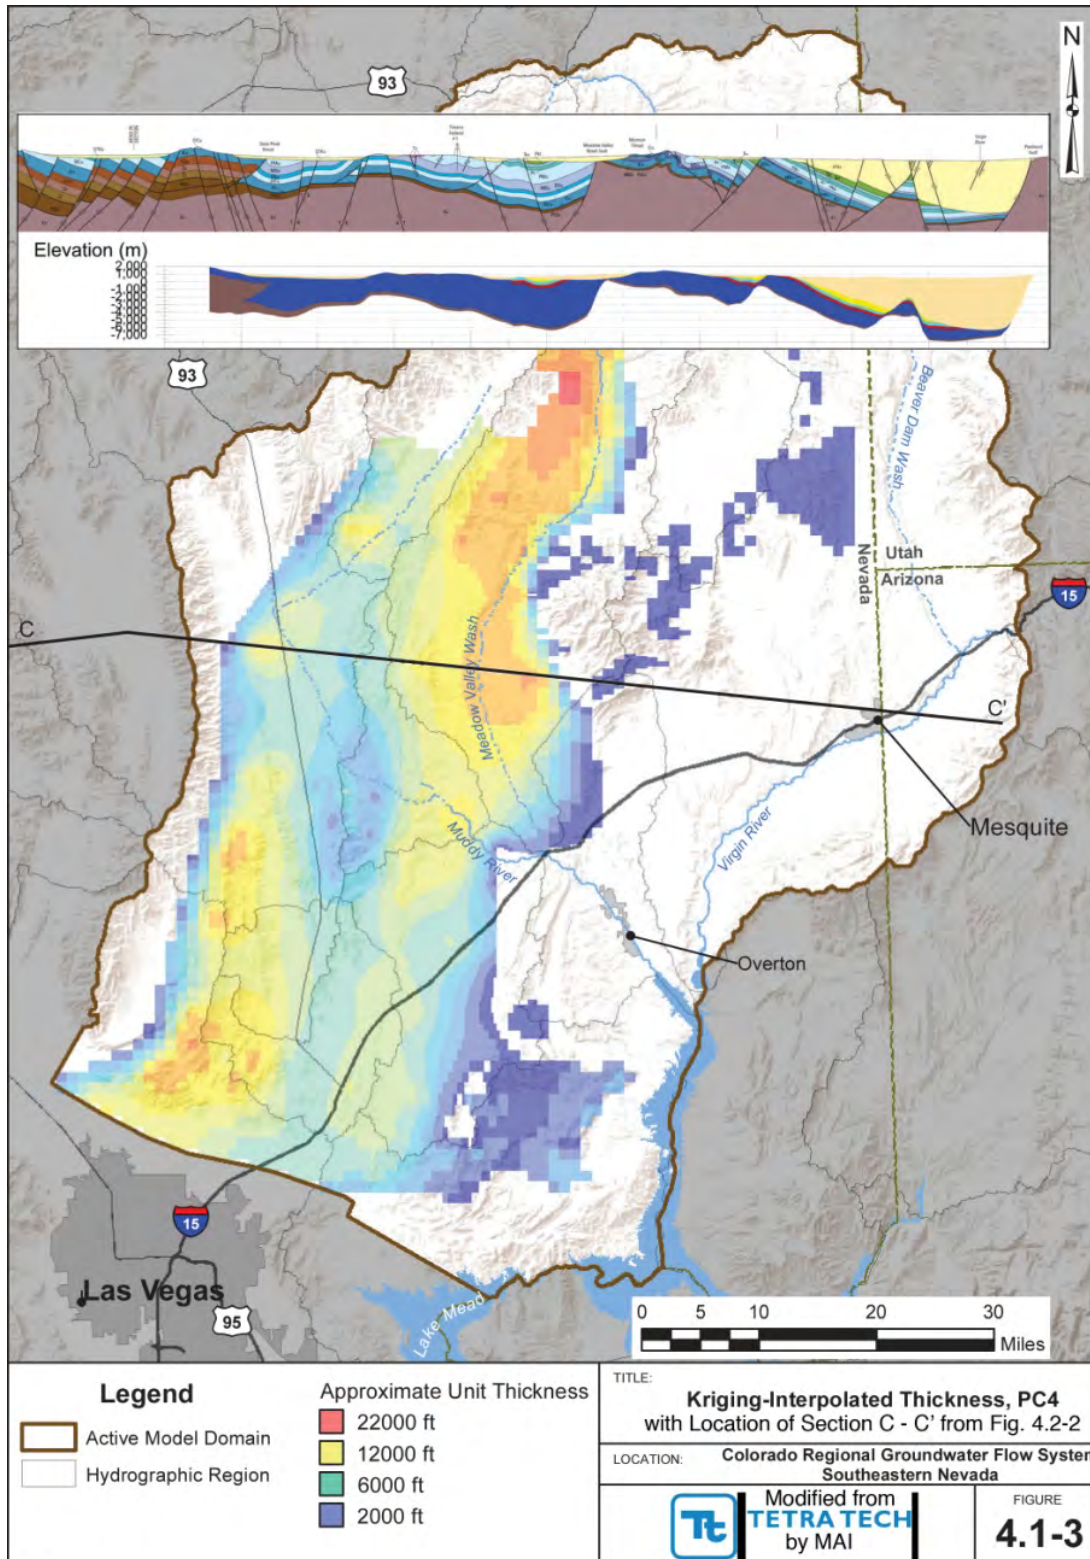 N
93
Elevation (m)
2,000
1,000
0
-1,000
-2,000
-3,000
-4,000
-5,000
-6,000
-7,000
93
Beaver Dam Wash
Nevada
Utah
Arizona
15
C
Meadow Valley Wash
C'
Mesquite
Muddy River
Virgin River
Overton
15
Las Vegas
95
Lake Mead
0 5 10 20 30
Miles
Legend
Active Model Domain
Hydrographic Region
Approximate Unit Thickness
22000 ft
12000 ft
6000 ft
2000 ft
TITLE:
Kriging-Interpolated Thickness, PC4
with Location of Section C - C' from Fig. 4.2-2
LOCATION: Colorado Regional Groundwater Flow System
Southeastern Nevada
Tt
Modified from
TETRA TECH
by MAI
FIGURE
4.1-3